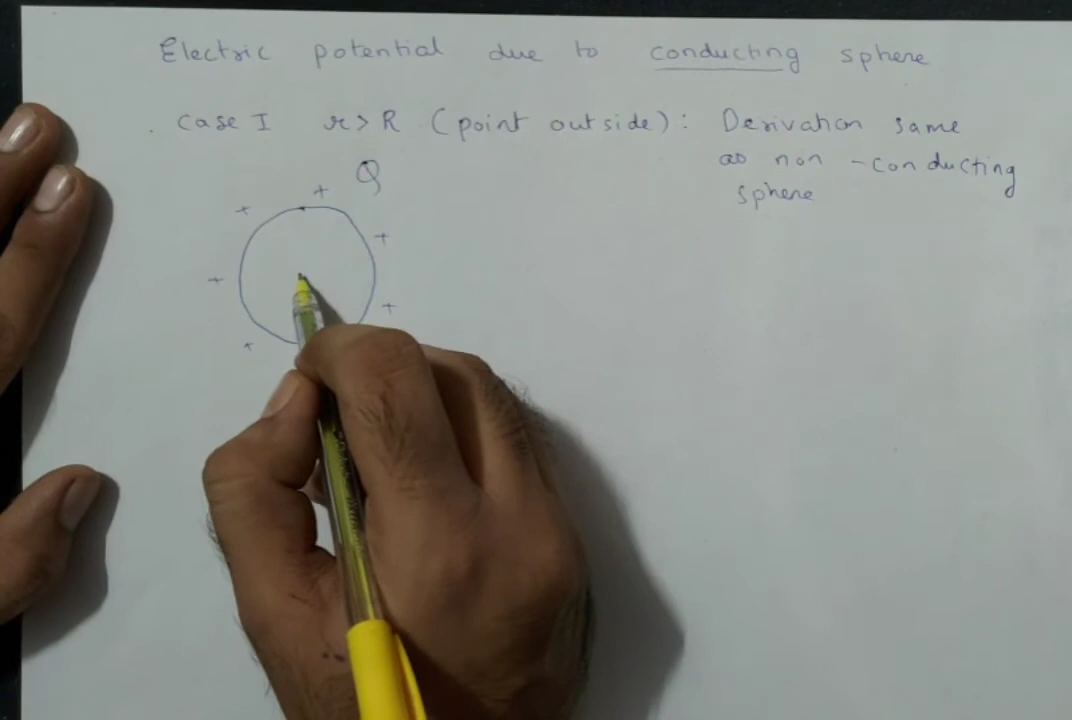 Electric potential due to conducting sphere
Case I r > R (point outside): Derivation same
as non-conducting
sphere
Q
+
+
+
+
+
+
+